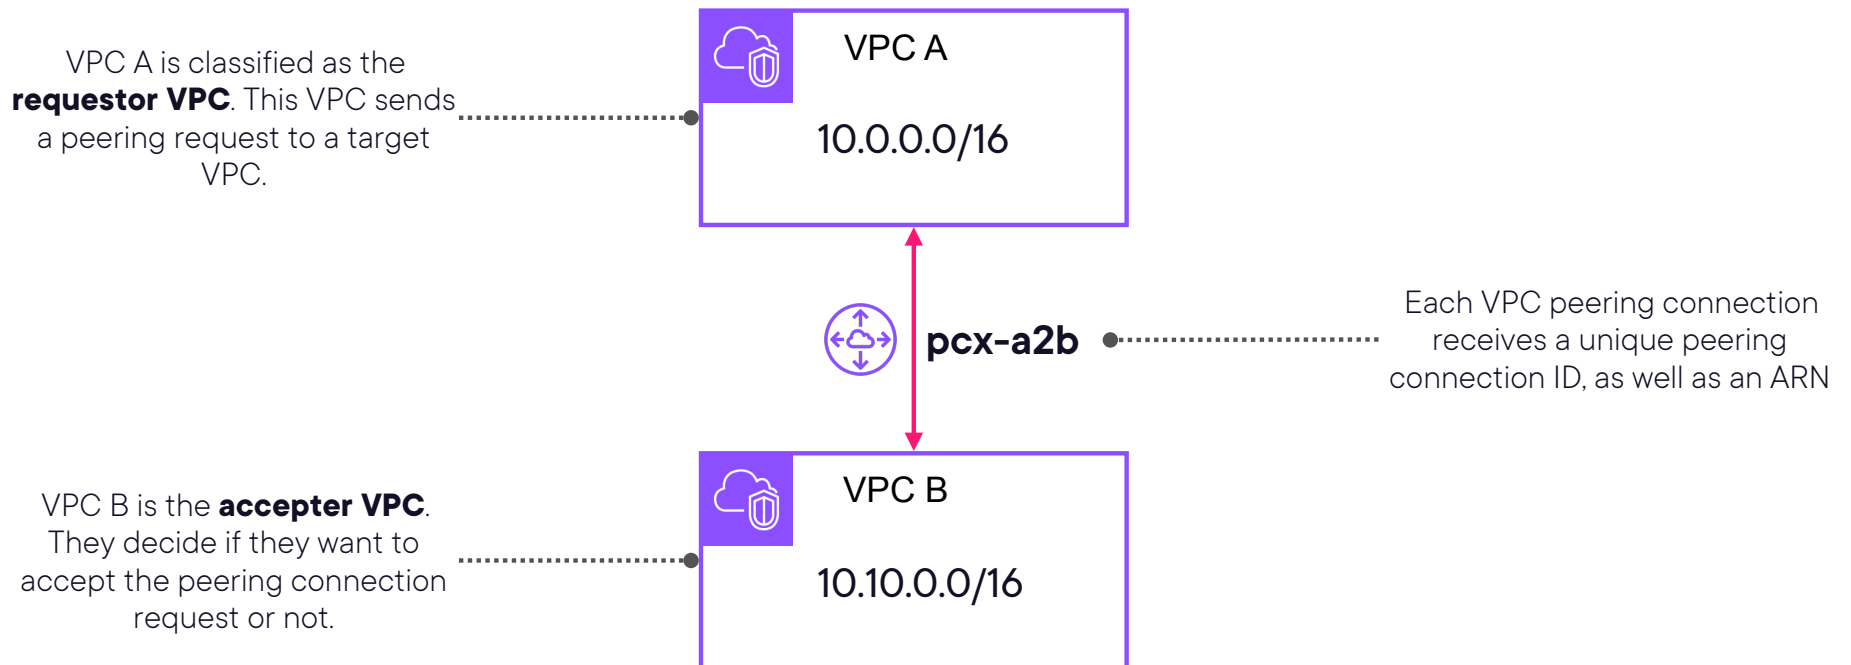 VPC A is classified as the
requestor VPC. This VPC sends
a peering request to a target
VPC.
VPC A
10.0.0.0/16
pcx-a2b
Each VPC peering connection
receives a unique peering
connection ID, as well as an ARN
VPC B is the accepter VPC.
They decide if they want to
accept the peering connection
request or not.
VPC B
10.10.0.0/16